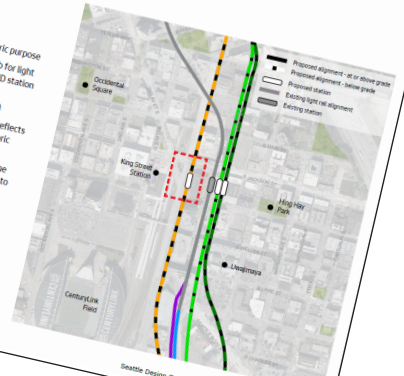 ric purpose
for light
D station
eflects
ric
ne
to
Proposed alignment - at or above grade
Proposed alignment - below grade
Proposed station
Existing light rail alignment
Existing station
Occidental
Square
King Street
Station
Hing Hay
Park
Uwajimaya
CenturyLink
Field
Seattle Design